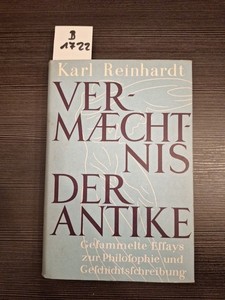 B
1722
Karl Reinhardt
VER-
MÆCHT-
NIS
DER
ANTIKE
Gesammelte Essays
zur Philosophie und
Geschichtsschreibung